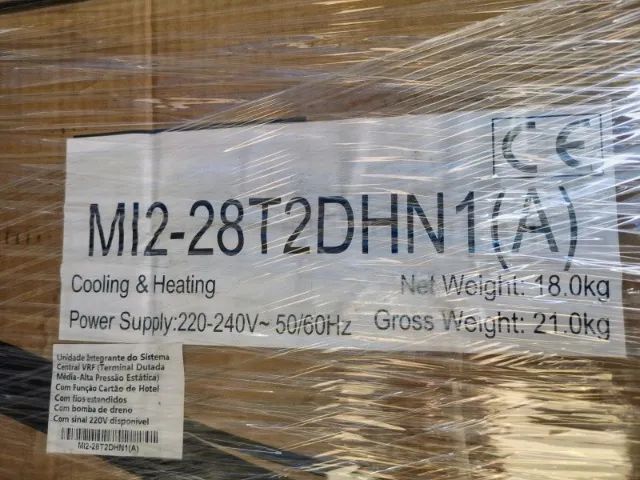 CE
MI2-28T2DHN1(A)
Cooling & Heating
Net Weight: 18.0kg
Power Supply:220-240V~ 50/60Hz
Gross Weight: 21.0kg
Unidade Integrante do Sistema
Central VRF (Terminal Dutada
Média-Alta Pressão Estática)
Com Função Cartão de Hotel
Com fios estendidos
Com bomba de dreno
Com sinal 220V disponível
MI2-28T2DHN1(A)